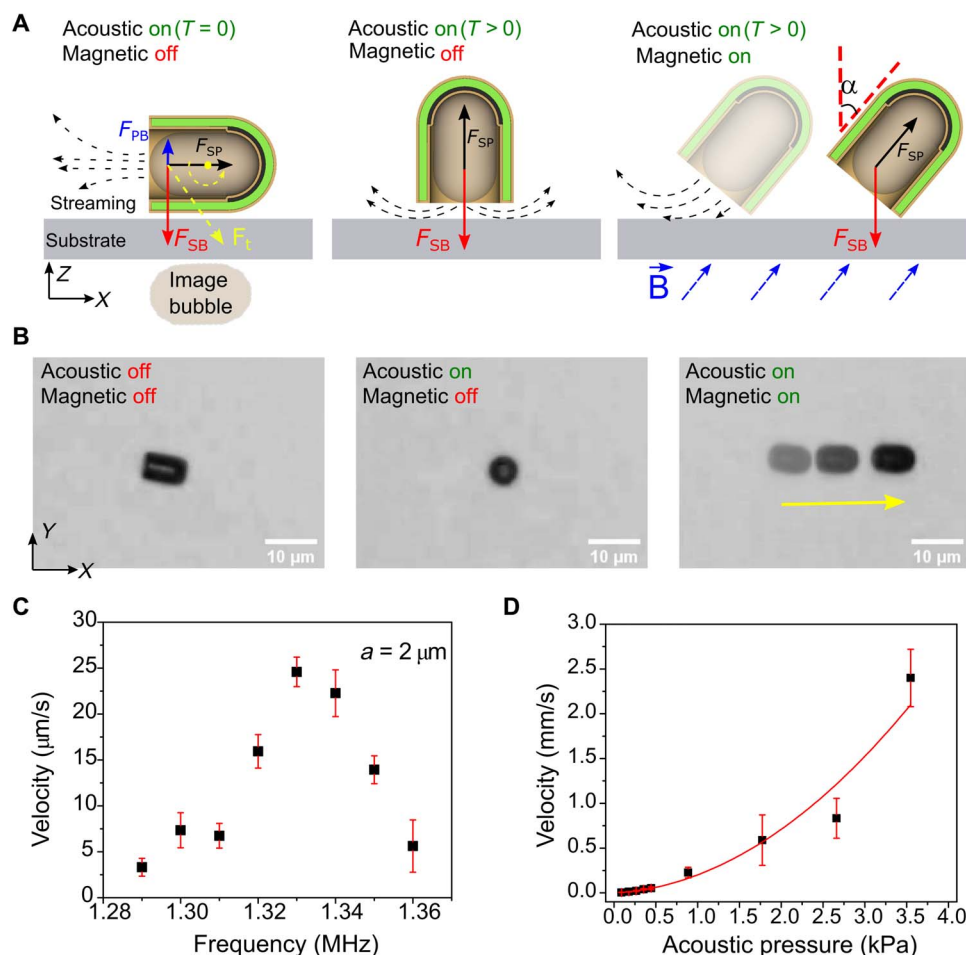 A
Acoustic on (T = 0)
Magnetic off
Acoustic on (T > 0)
Magnetic off
Acoustic on (T > 0)
Magnetic on
α
F_PB
F_SP
F_SP
F_SP
Streaming
Substrate
F_SB
F_t
F_SB
F_SB
Z
X
Image
bubble
B
B
Acoustic off
Magnetic off
Acoustic on
Magnetic off
Acoustic on
Magnetic on
Y
X
10 µm
10 µm
10 µm
C
30
25
20
15
10
5
0
Velocity (µm/s)
a = 2 µm
1.28
1.30
1.32
1.34
1.36
Frequency (MHz)
D
3.0
2.5
2.0
1.5
1.0
0.5
0.0
Velocity (mm/s)
0.0 0.5 1.0 1.5 2.0 2.5 3.0 3.5 4.0
Acoustic pressure (kPa)